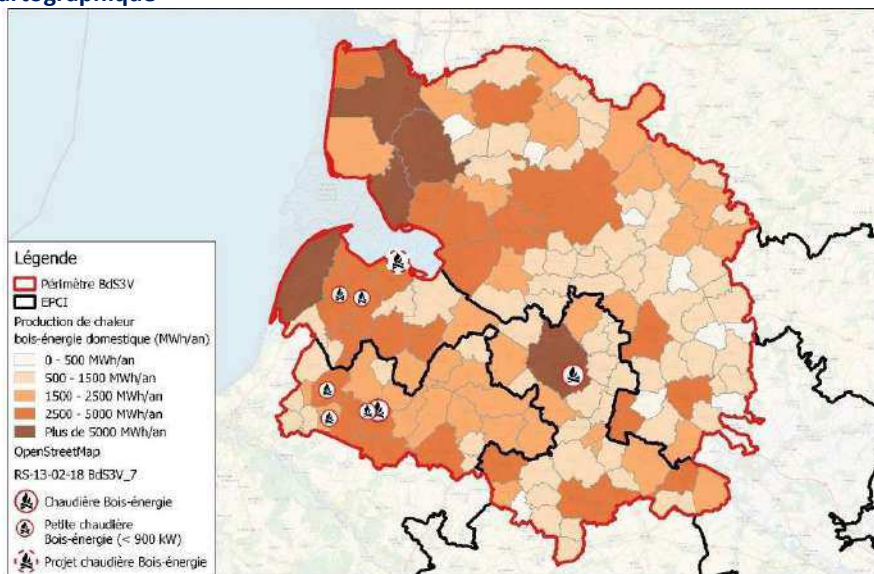 artographique
Légende
Périmètre BdS3V
EPCI
Production de chaleur
bois-énergie domestique (MWh/an)
0 - 500 MWh/an
500 - 1500 MWh/an
1500 - 2500 MWh/an
2500 - 5000 MWh/an
Plus de 5000 MWh/an
OpenStreetMap
RS-13-02-18 BdS3V_7
Chaudière Bois-énergie
Petite chaudière
Bois-énergie (< 900 kW)
Projet chaudière Bois-énergie